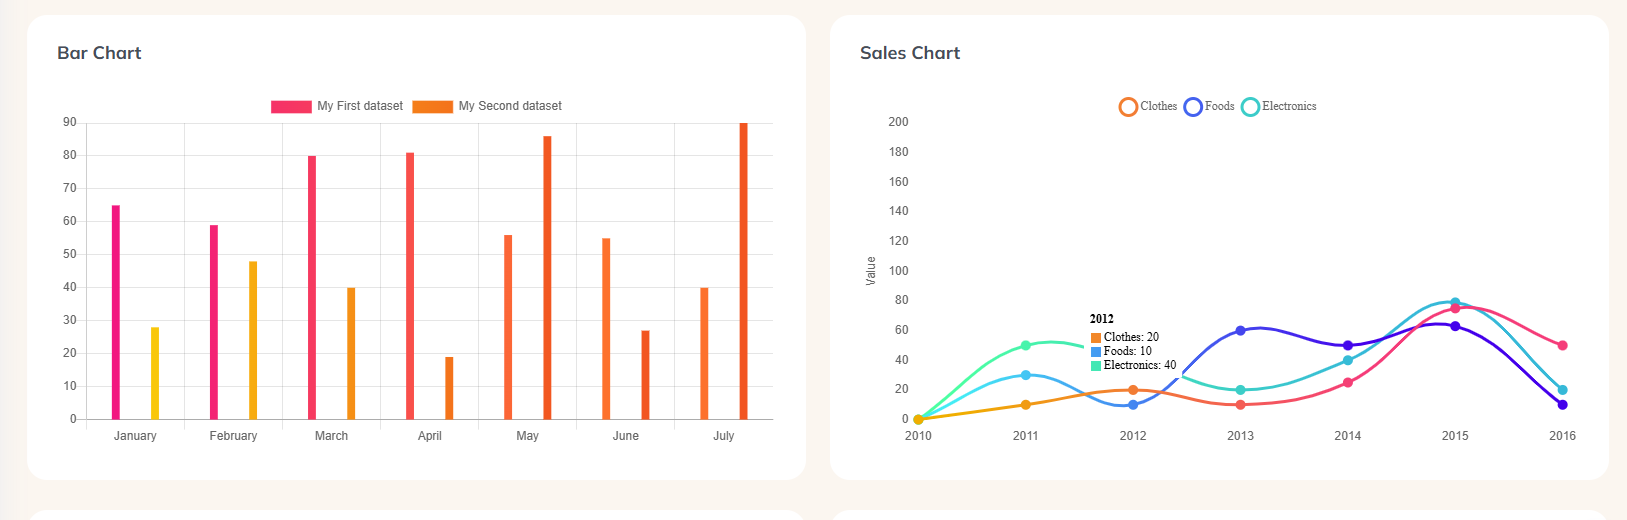 Bar Chart
My First dataset My Second dataset
90
80
70
60
50
40
30
20
10
0
January February March April May June July
Sales Chart
Clothes Foods Electronics
200
180
160
140
120
100
80
60
40
20
0
Value
2012
Clothes: 20
Foods: 10
Electronics: 40
2010 2011 2012 2013 2014 2015 2016